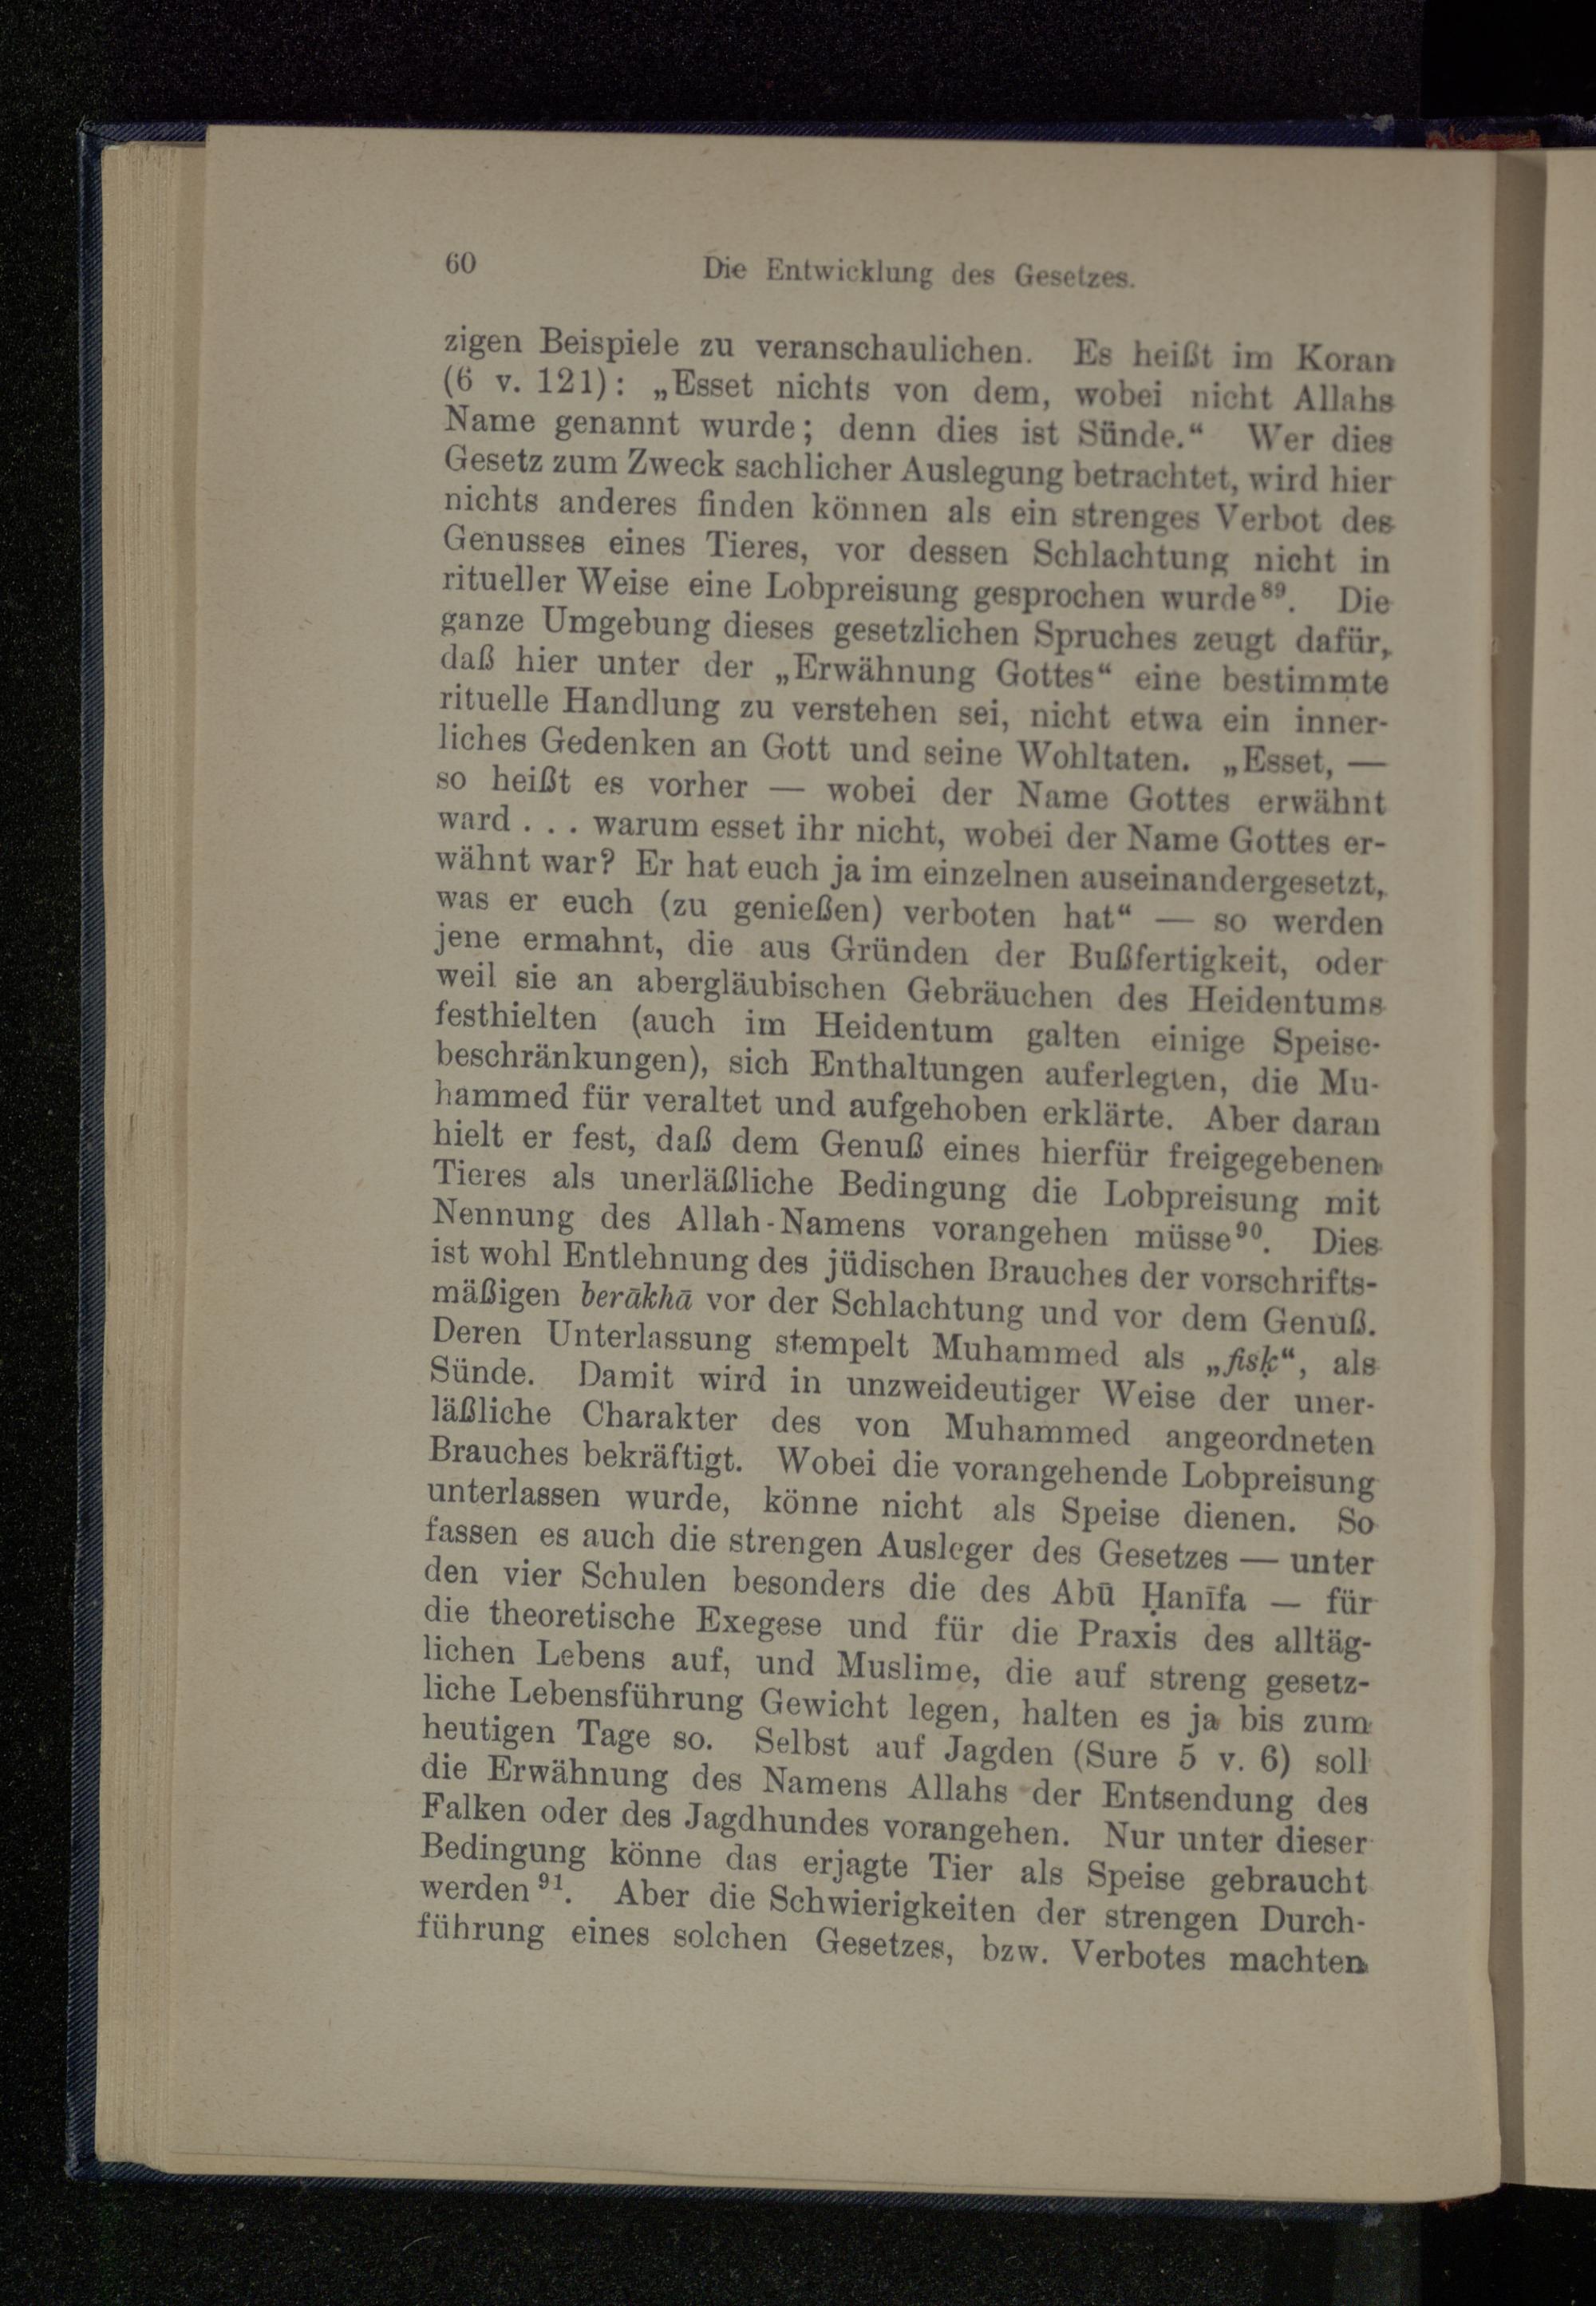 60 Die Entwicklung des Gesetzes.
zigen Beispiele zu veranschaulichen. Es heißt im Koran
(6 v. 121): „Esset nichts von dem, wobei nicht Allahs
Name genannt wurde; denn dies ist Sünde.“ Wer dies
Gesetz zum Zweck sachlicher Auslegung betrachtet, wird hier
nichts anderes finden können als ein strenges Verbot des
Genusses eines Tieres, vor dessen Schlachtung nicht in
ritueller Weise eine Lobpreisung gesprochen wurde⁸⁹. Die
ganze Umgebung dieses gesetzlichen Spruches zeugt dafür,
daß hier unter der „Erwähnung Gottes“ eine bestimmte
rituelle Handlung zu verstehen sei, nicht etwa ein inner-
liches Gedenken an Gott und seine Wohltaten. „Esset, —
so heißt es vorher — wobei der Name Gottes erwähnt
ward . . . warum esset ihr nicht, wobei der Name Gottes er-
wähnt war? Er hat euch ja im einzelnen auseinandergesetzt,
was er euch (zu genießen) verboten hat“ — so werden
jene ermahnt, die aus Gründen der Bußfertigkeit, oder
weil sie an abergläubischen Gebräuchen des Heidentums
festhielten (auch im Heidentum galten einige Speise-
beschränkungen), sich Enthaltungen auferlegten, die Mu-
hammed für veraltet und aufgehoben erklärte. Aber daran
hielt er fest, daß dem Genuß eines hierfür freigegebenen
Tieres als unerläßliche Bedingung die Lobpreisung mit
Nennung des Allah-Namens vorangehen müsse⁹⁰. Dies
ist wohl Entlehnung des jüdischen Brauches der vorschrifts-
mäßigen berākhā vor der Schlachtung und vor dem Genuß.
Deren Unterlassung stempelt Muhammed als „fisḳ“, als
Sünde. Damit wird in unzweideutiger Weise der uner-
läßliche Charakter des von Muhammed angeordneten
Brauches bekräftigt. Wobei die vorangehende Lobpreisung
unterlassen wurde, könne nicht als Speise dienen. So
fassen es auch die strengen Ausleger des Gesetzes — unter
den vier Schulen besonders die des Abū Ḥanīfa — für
die theoretische Exegese und für die Praxis des alltäg-
lichen Lebens auf, und Muslime, die auf streng gesetz-
liche Lebensführung Gewicht legen, halten es ja bis zum
heutigen Tage so. Selbst auf Jagden (Sure 5 v. 6) soll
die Erwähnung des Namens Allahs der Entsendung des
Falken oder des Jagdhundes vorangehen. Nur unter dieser
Bedingung könne das erjagte Tier als Speise gebraucht
werden⁹¹. Aber die Schwierigkeiten der strengen Durch-
führung eines solchen Gesetzes, bzw. Verbotes machten